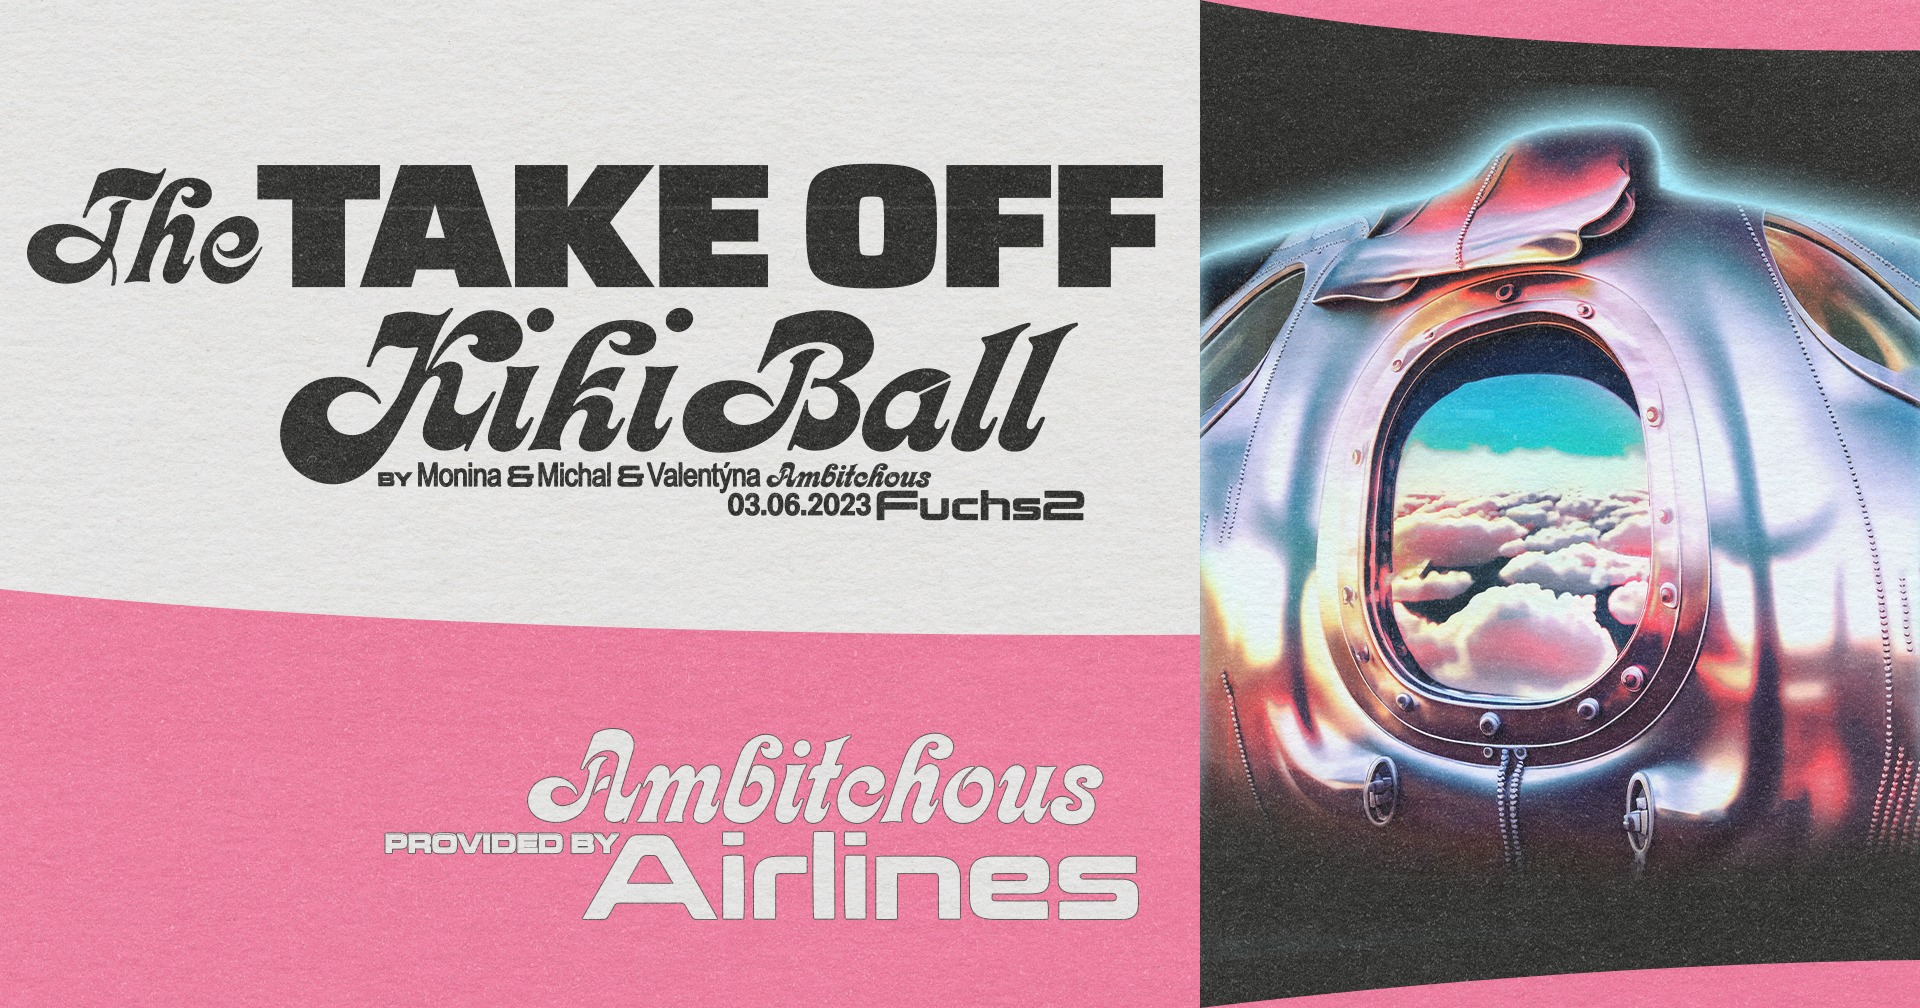 The TAKE OFF
Kiki Ball
BY Monina & Michal & Valentýna Ambitchous
03.06.2023 Fuchs2
Ambitchous
PROVIDED BY Airlines